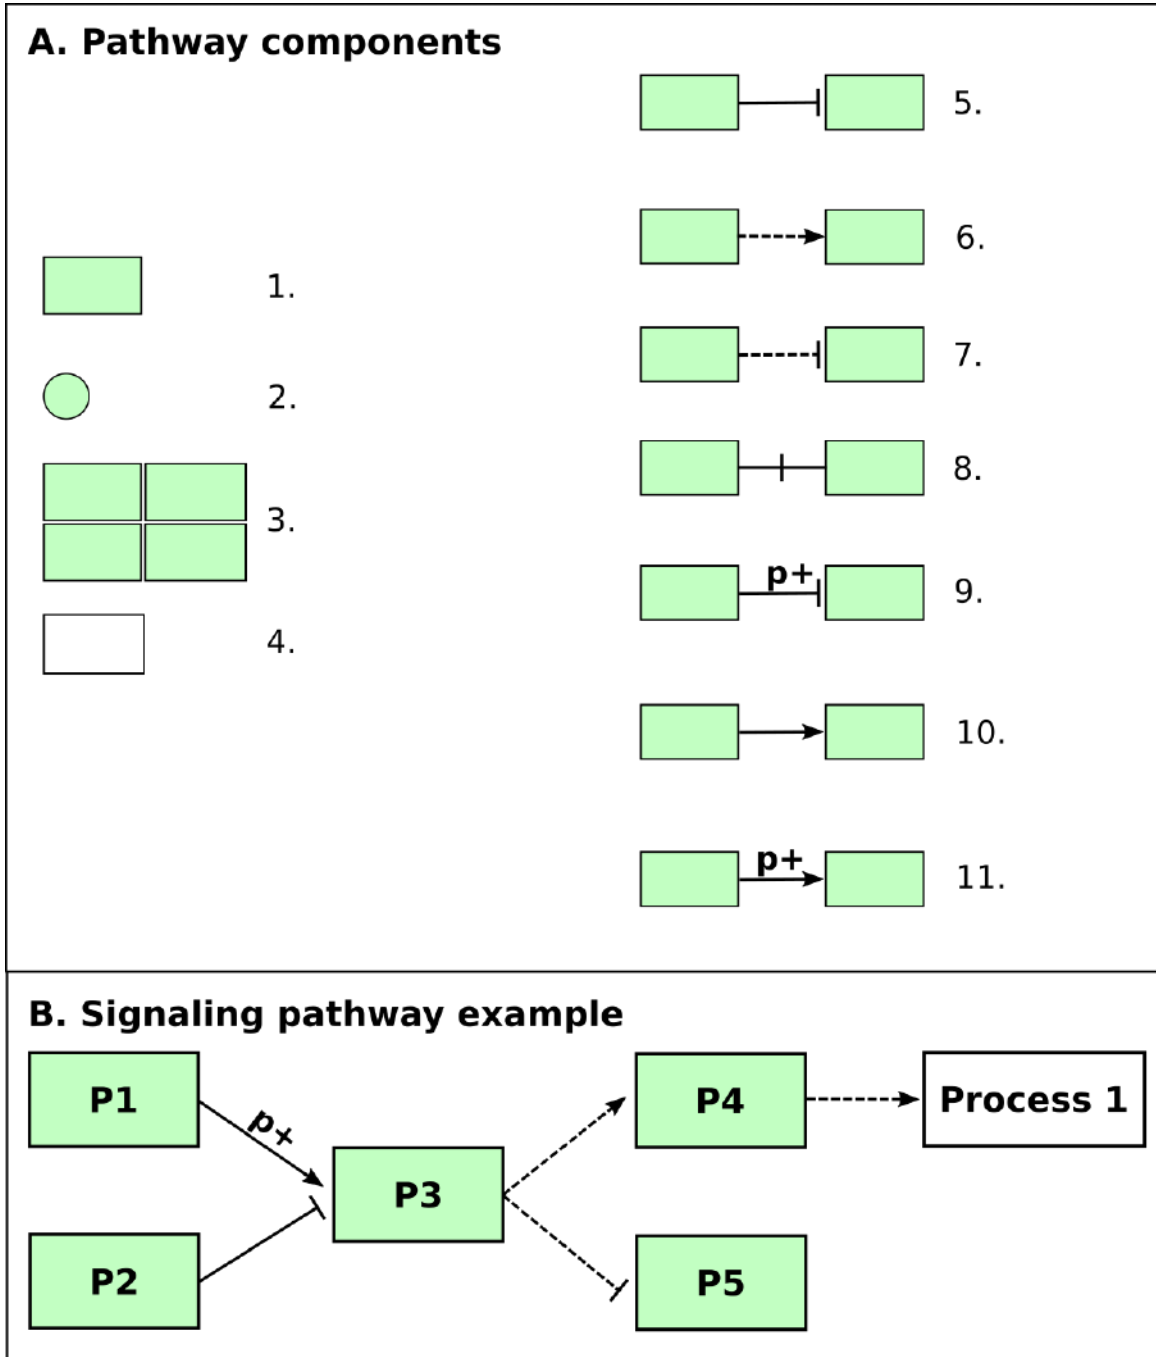 A. Pathway components
1.
2.
3.
4.
5.
6.
7.
8.
p+
9.
10.
p+
11.
B. Signaling pathway example
P1
p+
P2
P3
P4
P5
Process 1